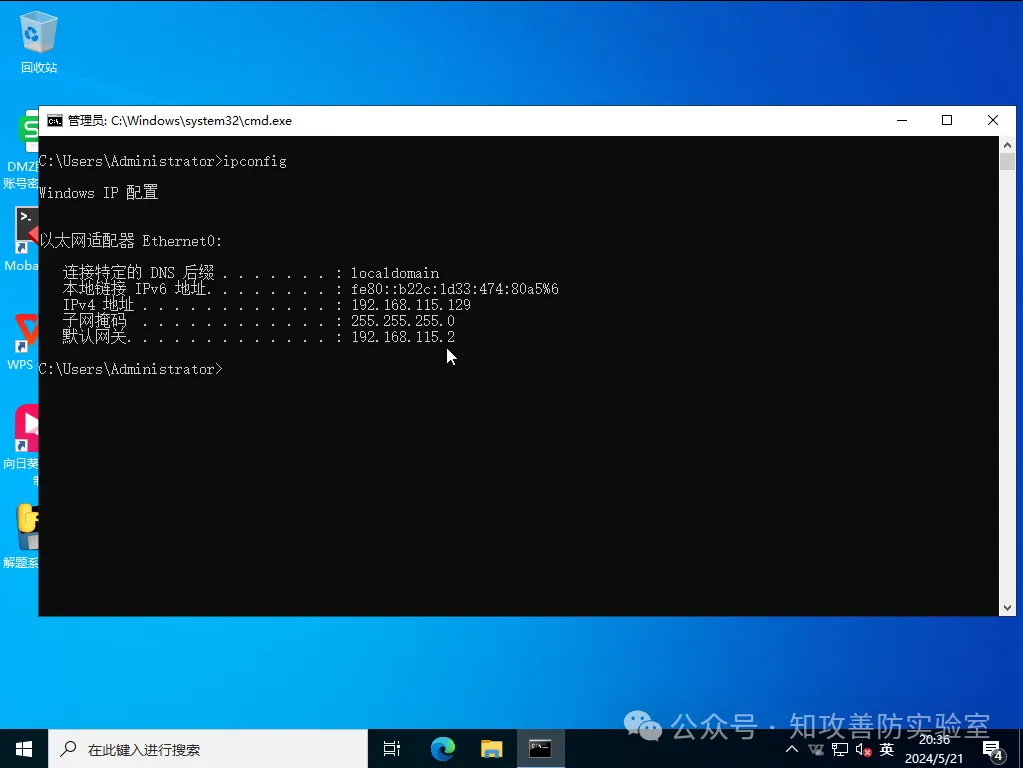 回收站
管理员: C:\Windows\system32\cmd.exe
C:\Users\Administrator>ipconfig
Windows IP 配置
以太网适配器 Ethernet0:
连接特定的 DNS 后缀 . . . . . . . : localdomain
本地链接 IPv6 地址. . . . . . . . : fe80::b22c:1d33:474:80a5%6
IPv4 地址 . . . . . . . . . . . . : 192.168.115.129
子网掩码 . . . . . . . . . . . . : 255.255.255.0
默认网关. . . . . . . . . . . . . : 192.168.115.2
C:\Users\Administrator>
DMZ
账号密
Moba
WPS
向日葵
解题系
公众号 · 知攻善防实验室
在此键入进行搜索
英
20:36
2024/5/21
4